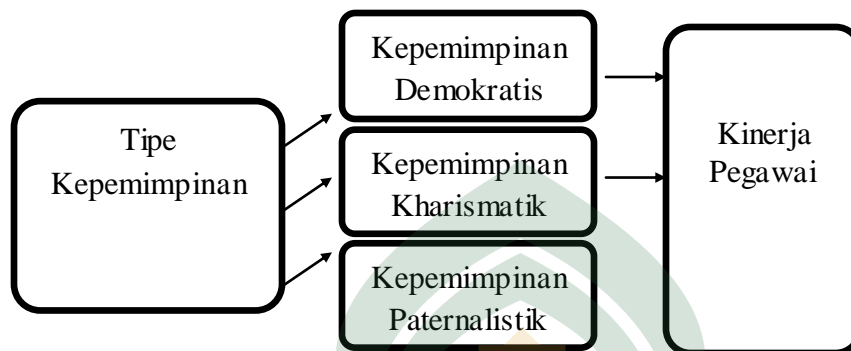 Tipe
Kepemimpinan
Kepemimpinan
Demokratis
Kepemimpinan
Kharismatik
Kepemimpinan
Paternalistik
Kinerja
Pegawai